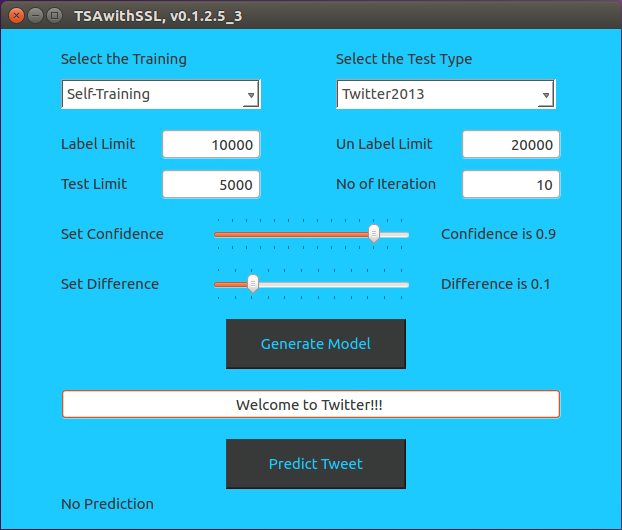 TSAwithSSL, v0.1.2.5_3
Select the Training Select the Test Type
Self-Training Twitter2013
Label Limit 10000 Un Label Limit 20000
Test Limit 5000 No of Iteration 10
Set Confidence Confidence is 0.9
Set Difference Difference is 0.1
Generate Model
Welcome to Twitter!!!
Predict Tweet
No Prediction